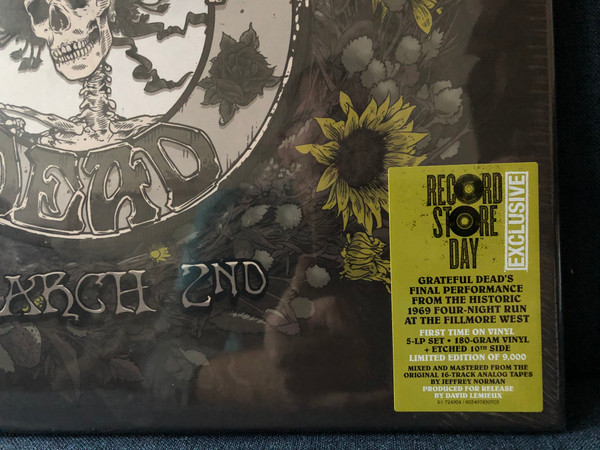 DEAD
ARCH 2ND
RECORD
STORE
DAY
EXCLUSIVE
GRATEFUL DEAD'S
FINAL PERFORMANCE
FROM THE HISTORIC
1969 FOUR-NIGHT RUN
AT THE FILLMORE WEST
FIRST TIME ON VINYL
5-LP SET • 180-GRAM VINYL
+ ETCHED 10TH SIDE
LIMITED EDITION OF 9,000
MIXED AND MASTERED FROM THE
ORIGINAL 16-TRACK ANALOG TAPES
BY JEFFREY NORMAN
PRODUCED FOR RELEASE
BY DAVID LEMIEUX